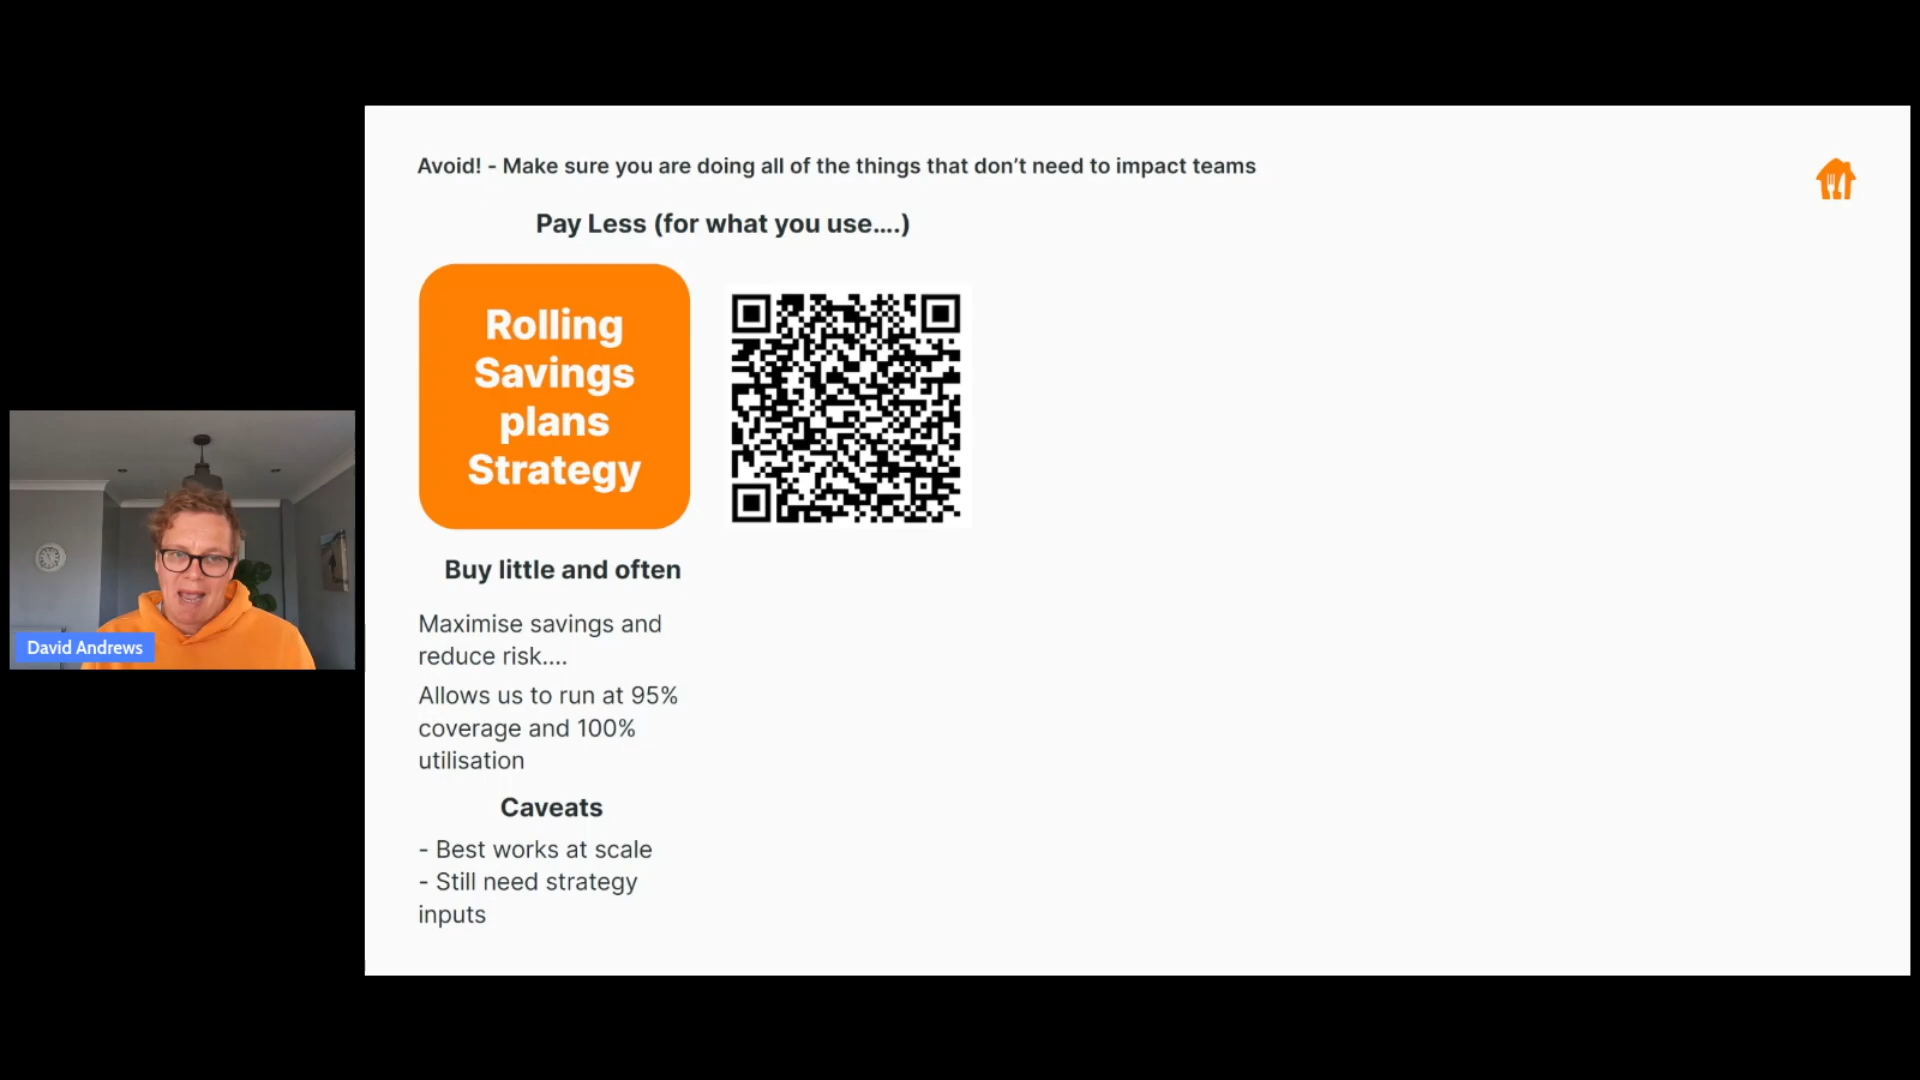 Avoid! - Make sure you are doing all of the things that don’t need to impact teams
Pay Less (for what you use....)
Rolling
Savings
plans
Strategy
Buy little and often
Maximise savings and
reduce risk....
Allows us to run at 95%
coverage and 100%
utilisation
Caveats
- Best works at scale
- Still need strategy
inputs
David Andrews